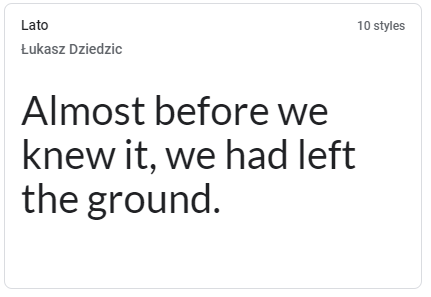 Lato
10 styles
Łukasz Dziedzic
Almost before we
knew it, we had left
the ground.